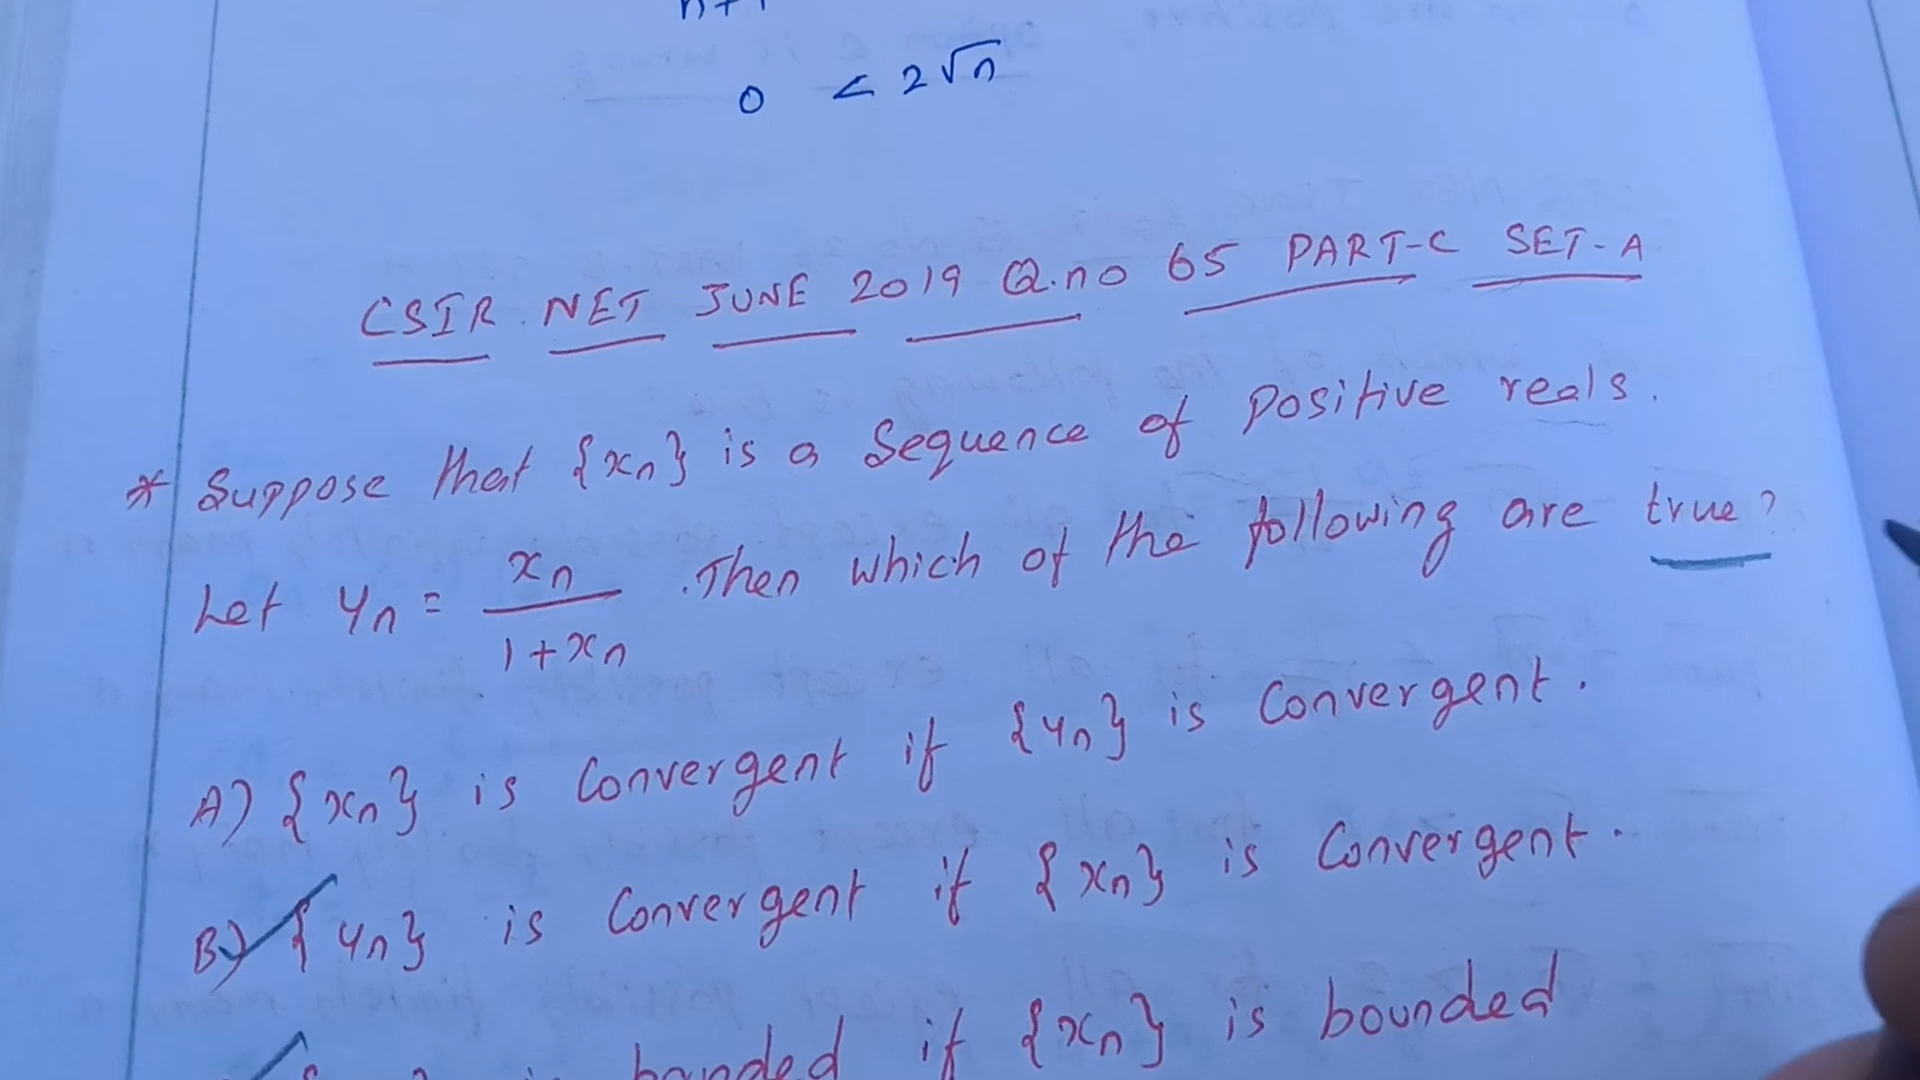 0 < 2√n
CSIR NET JUNE 2019 Q.no 65 PART-C SET-A
* Suppose that {xn} is a Sequence of Positive reals.
Let yn = xn / 1+xn . Then which of the following are true?
A) {xn} is Convergent if {yn} is Convergent.
B) {yn} is Convergent if {xn} is Convergent.
is bounded if {xn} is bounded